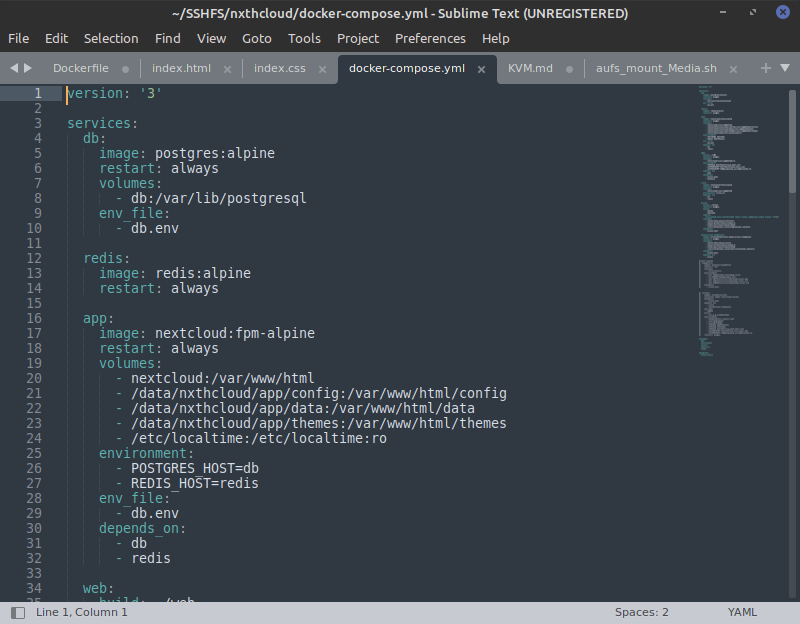 ~/SSHFS/nxthcloud/docker-compose.yml - Sublime Text (UNREGISTERED)
File Edit Selection Find View Goto Tools Project Preferences Help
Dockerfile index.html index.css docker-compose.yml KVM.md aufs_mount_Media.sh
1 version: '3'
2
3 services:
4   db:
5     image: postgres:alpine
6     restart: always
7     volumes:
8       - db:/var/lib/postgresql
9     env_file:
10       - db.env
11
12   redis:
13     image: redis:alpine
14     restart: always
15
16   app:
17     image: nextcloud:fpm-alpine
18     restart: always
19     volumes:
20       - nextcloud:/var/www/html
21       - /data/nxthcloud/app/config:/var/www/html/config
22       - /data/nxthcloud/app/data:/var/www/html/data
23       - /data/nxthcloud/app/themes:/var/www/html/themes
24       - /etc/localtime:/etc/localtime:ro
25     environment:
26       - POSTGRES_HOST=db
27       - REDIS_HOST=redis
28     env_file:
29       - db.env
30     depends_on:
31       - db
32       - redis
33
34   web:
35     build: ./web
Line 1, Column 1 Spaces: 2 YAML